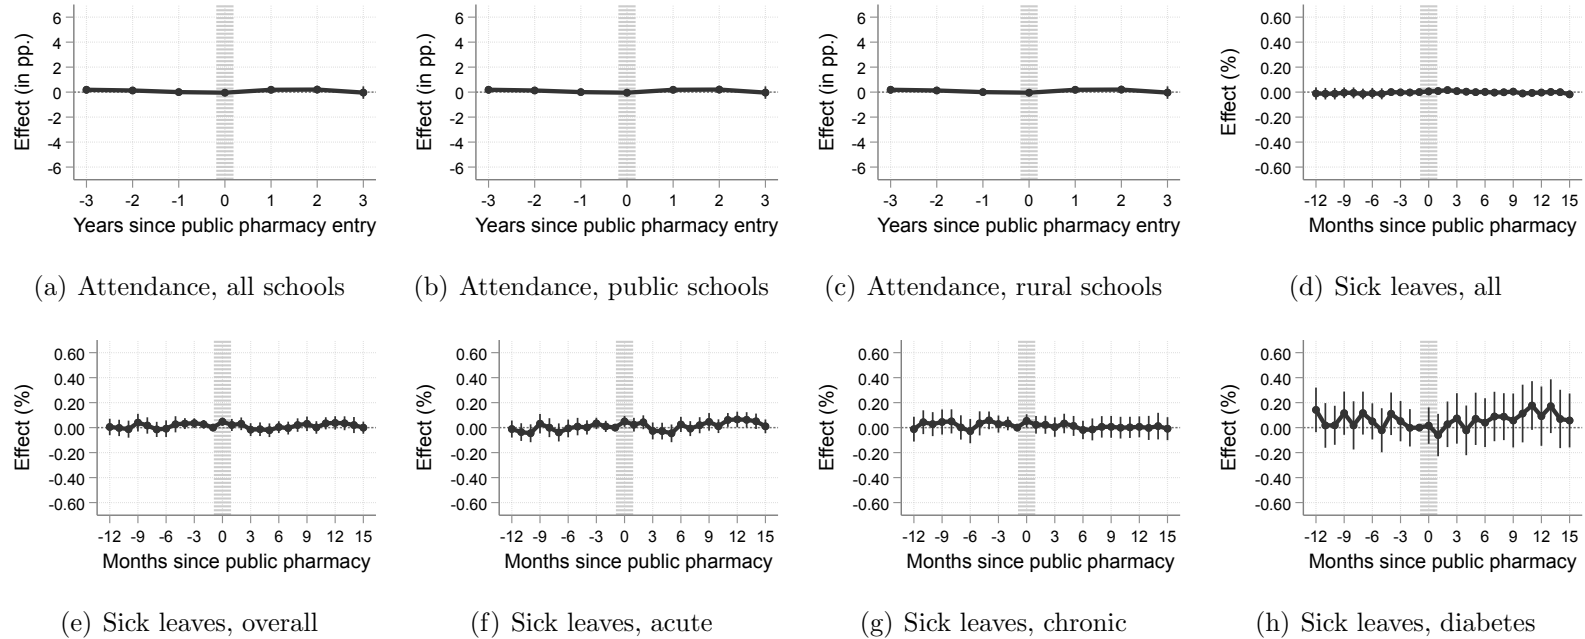 6
4
2
0
-2
-4
-6
Effect (in pp.)
-3 -2 -1 0 1 2 3
Years since public pharmacy entry
(a) Attendance, all schools
6
4
2
0
-2
-4
-6
Effect (in pp.)
-3 -2 -1 0 1 2 3
Years since public pharmacy entry
(b) Attendance, public schools
6
4
2
0
-2
-4
-6
Effect (in pp.)
-3 -2 -1 0 1 2 3
Years since public pharmacy entry
(c) Attendance, rural schools
0.60
0.40
0.20
0.00
-0.20
-0.40
-0.60
Effect (%)
-12 -9 -6 -3 0 3 6 9 12 15
Months since public pharmacy
(d) Sick leaves, all
0.60
0.40
0.20
0.00
-0.20
-0.40
-0.60
Effect (%)
-12 -9 -6 -3 0 3 6 9 12 15
Months since public pharmacy
(e) Sick leaves, overall
0.60
0.40
0.20
0.00
-0.20
-0.40
-0.60
Effect (%)
-12 -9 -6 -3 0 3 6 9 12 15
Months since public pharmacy
(f) Sick leaves, acute
0.60
0.40
0.20
0.00
-0.20
-0.40
-0.60
Effect (%)
-12 -9 -6 -3 0 3 6 9 12 15
Months since public pharmacy
(g) Sick leaves, chronic
0.60
0.40
0.20
0.00
-0.20
-0.40
-0.60
Effect (%)
-12 -9 -6 -3 0 3 6 9 12 15
Months since public pharmacy
(h) Sick leaves, diabetes